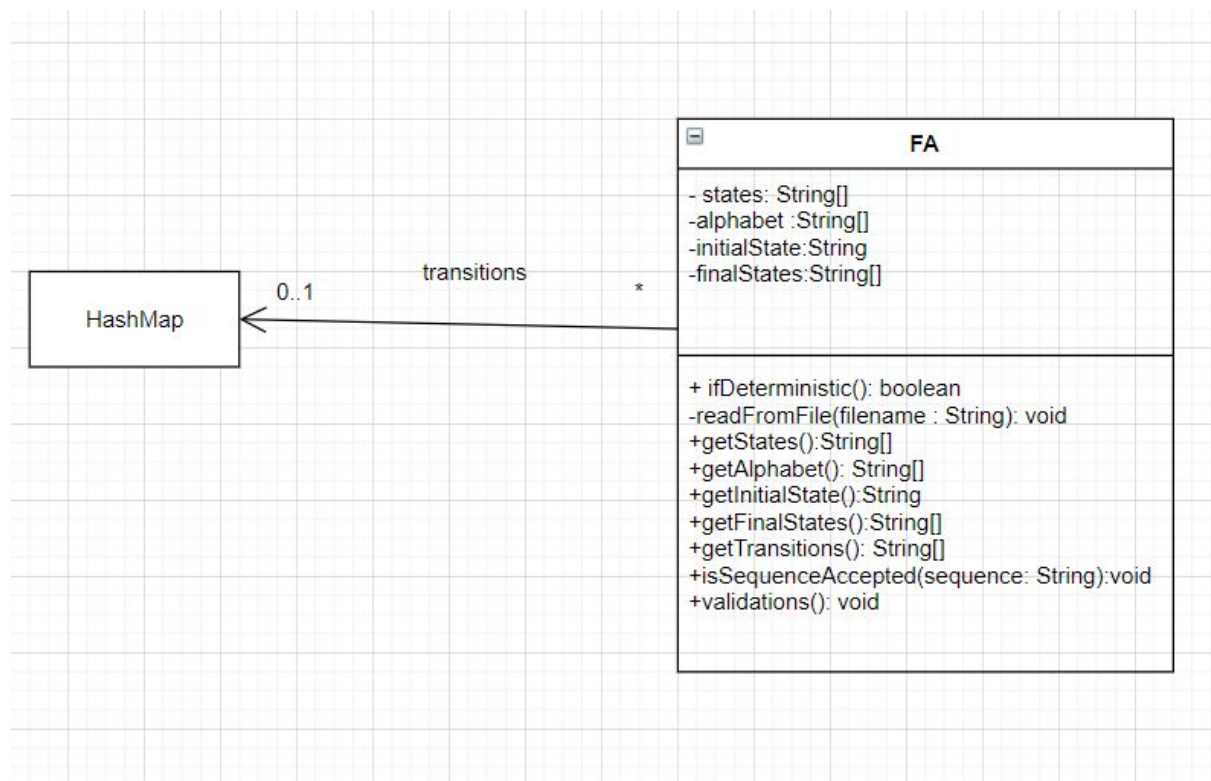 FA
- states: String[]
-alphabet :String[]
-initialState:String
-finalStates:String[]
transitions
0..1
*
HashMap
+ ifDeterministic(): boolean
-readFromFile(filename : String): void
+getStates():String[]
+getAlphabet(): String[]
+getInitialState():String
+getFinalStates():String[]
+getTransitions(): String[]
+isSequenceAccepted(sequence: String):void
+validations(): void